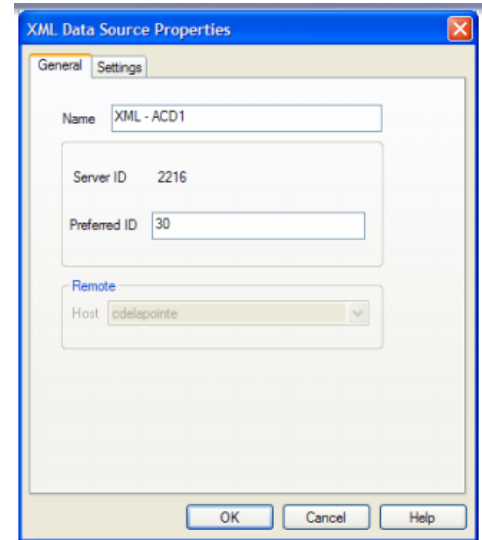 XML Data Source Properties
General Settings
Name XML - ACD1
Server ID 2216
Preferred ID 30
Remote
Host cdelapointe
OK Cancel Help